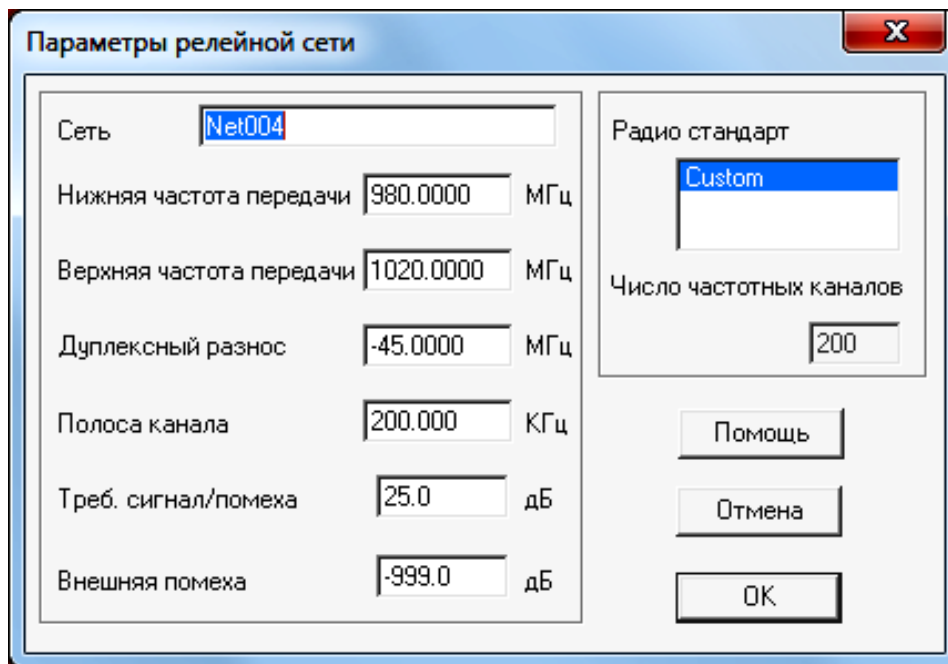 Параметры релейной сети
Сеть Net004
Нижняя частота передачи 980.0000 МГц
Верхняя частота передачи 1020.0000 МГц
Дуплексный разнос -45.0000 МГц
Полоса канала 200.000 КГц
Треб. сигнал/помеха 25.0 дБ
Внешняя помеха -999.0 дБ
Радио стандарт
Custom
Число частотных каналов
200
Помощь
Отмена
OK